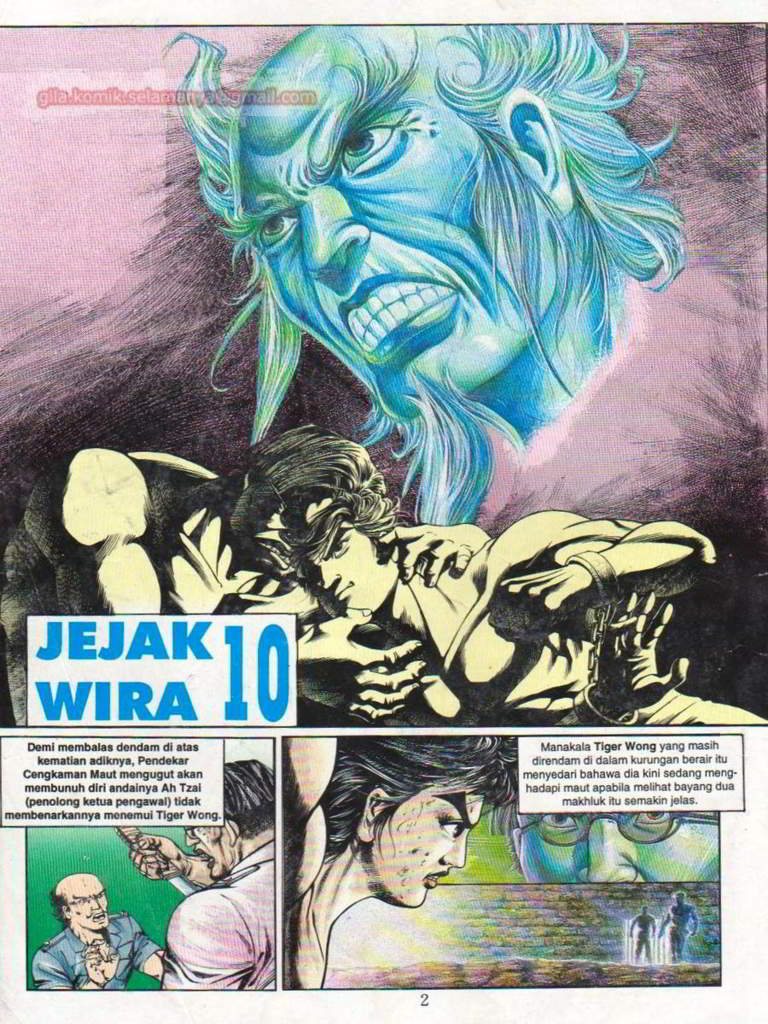 gila.komik.selamanya@gmail.com
JEJAK
WIRA 10
Demi membalas dendam di atas
kematian adiknya, Pendekar
Cengkaman Maut mengugut akan
membunuh diri andainya Ah Tzai
(penolong ketua pengawal) tidak
membenarkannya menemui Tiger Wong.
Manakala Tiger Wong yang masih
direndam di dalam kurungan berair itu
menyedari bahawa dia kini sedang meng-
hadapi maut apabila melihat bayang dua
makhluk itu semakin jelas.
2